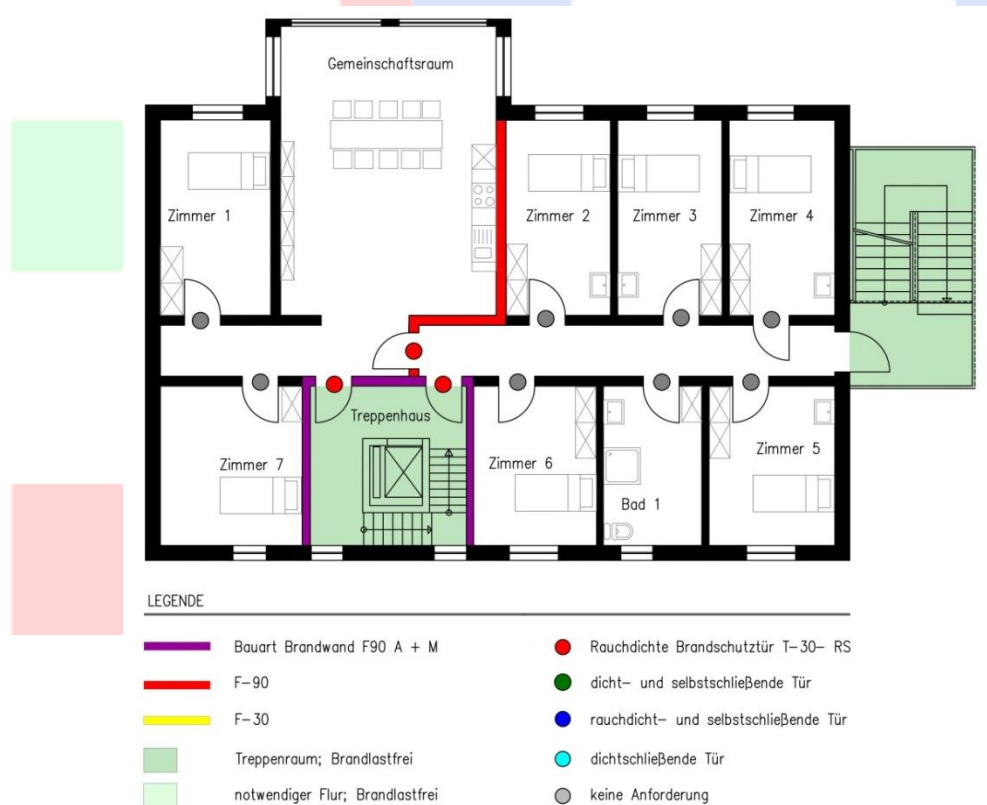 Gemeinschaftsraum
Zimmer 1
Zimmer 2
Zimmer 3
Zimmer 4
Treppenhaus
Zimmer 7
Zimmer 6
Zimmer 5
Bad 1
LEGENDE
Bauart Brandwand F90 A + M
F-90
F-30
Treppenraum; Brandlastfrei
notwendiger Flur; Brandlastfrei
Rauchdichte Brandschutztür T-30- RS
dicht- und selbstschließende Tür
rauchdicht- und selbstschließende Tür
dichtschließende Tür
keine Anforderung